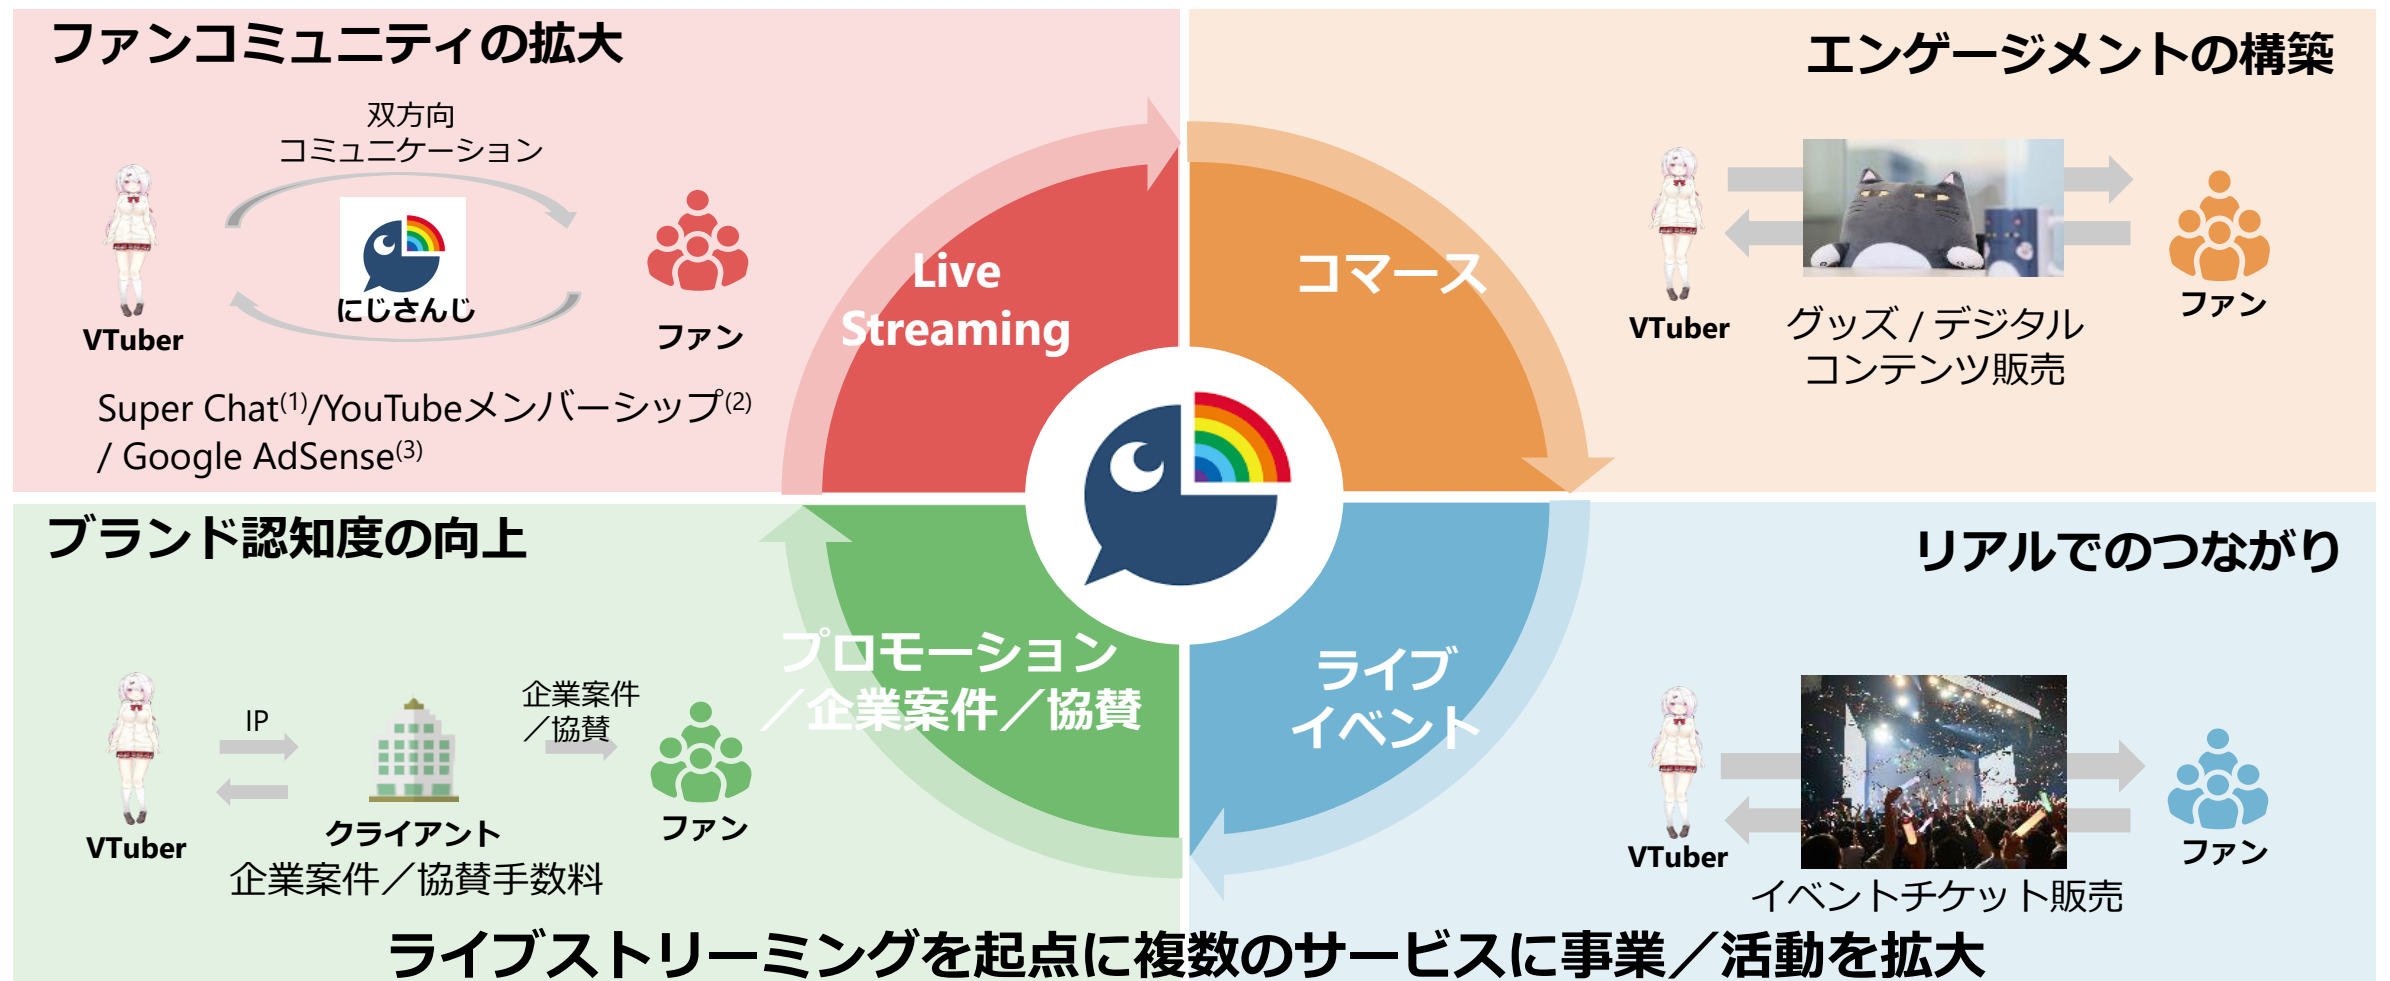 ファンコミュニティの拡大
双方向
コミュニケーション
にじさんじ
VTuber
ファン
Super Chat(1)/YouTubeメンバーシップ(2)
/ Google AdSense(3)
Live
Streaming
エンゲージメントの構築
コマース
VTuber
ファン
グッズ / デジタル
コンテンツ販売
ブランド認知度の向上
IP
企業案件
／協賛
VTuber
クライアント
ファン
企業案件／協賛手数料
プロモーション
／企業案件／協賛
リアルでのつながり
ライブ
イベント
VTuber
ファン
イベントチケット販売
ライブストリーミングを起点に複数のサービスに事業／活動を拡大